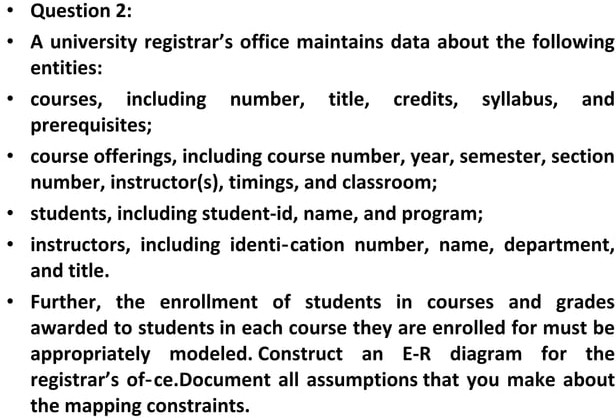 • Question 2:
• A university registrar’s office maintains data about the following
entities:
• courses, including number, title, credits, syllabus, and
prerequisites;
• course offerings, including course number, year, semester, section
number, instructor(s), timings, and classroom;
• students, including student-id, name, and program;
• instructors, including identi-cation number, name, department,
and title.
• Further, the enrollment of students in courses and grades
awarded to students in each course they are enrolled for must be
appropriately modeled. Construct an E-R diagram for the
registrar’s of-ce.Document all assumptions that you make about
the mapping constraints.